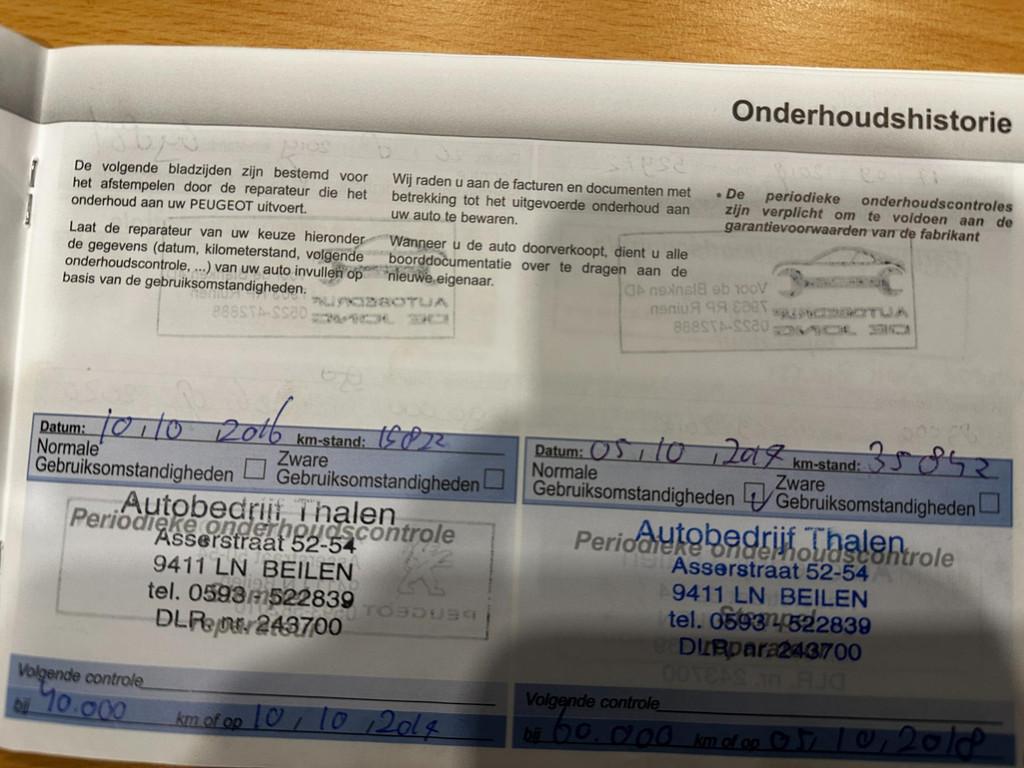 Onderhoudshistorie
De volgende bladzijden zijn bestemd voor
het afstempelen door de reparateur die het
onderhoud aan uw PEUGEOT uitvoert.
Laat de reparateur van uw keuze hieronder
de gegevens (datum, kilometerstand, volgende
onderhoudscontrole, ...) van uw auto invullen op
basis van de gebruiksomstandigheden.
Wij raden u aan de facturen en documenten met
betrekking tot het uitgevoerde onderhoud aan
uw auto te bewaren.
Wanneer u de auto doorverkoopt, dient u alle
boorddocumentatie over te dragen aan de
nieuwe eigenaar.
• De periodieke onderhoudscontroles
zijn verplicht om te voldoen aan de
garantievoorwaarden van de fabrikant
Datum: 10, 10, 2016 km-stand: 15822
Normale
Gebruiksomstandigheden
Zware
Gebruiksomstandigheden
Autobedrijf Thalen
Periodieke onderhoudscontrole
Asserstraat 52-54
9411 LN BEILEN
tel. 0593 - 522839
DLR. nr. 243700
reparateur
Volgende controle
bij 40.000 km of op 10, 10, 2017
Datum: 05, 10, 2017 km-stand: 35842
Normale
Gebruiksomstandigheden
Zware
Gebruiksomstandigheden
Autobedrijf Thalen
Periodieke onderhoudscontrole
Asserstraat 52-54
9411 LN BEILEN
Stempel
tel. 0593 - 522839
DLR. nr. 243700
reparateur
Volgende controle
bij 60.000 km of op 05, 10, 2018